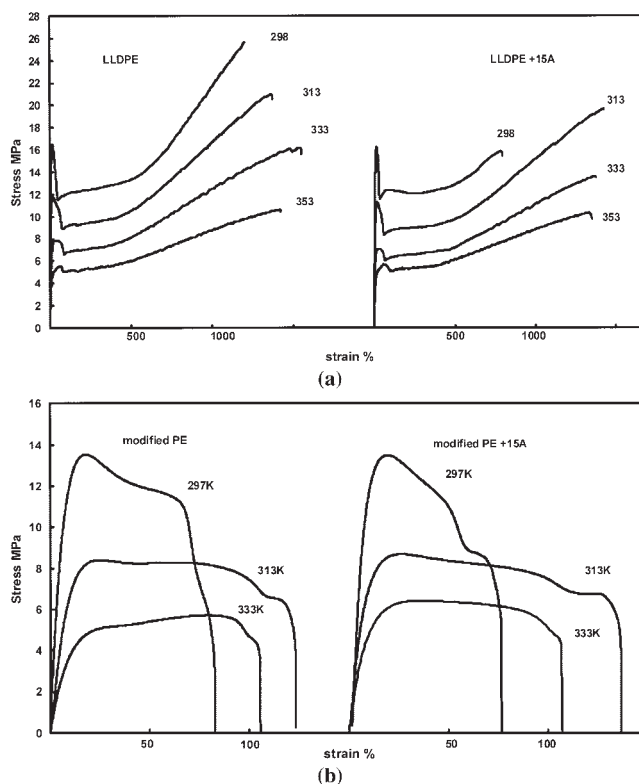 28
26
24
22
20
18
16
14
12
10
8
6
4
2
0
Stress MPa
LLDPE
298
313
333
353
LLDPE +15A
298
313
333
353
500
1000
500
1000
strain %
(a)
16
14
12
10
8
6
4
2
0
Stress MPa
modified PE
297K
313K
333K
modified PE +15A
297K
313K
333K
50
100
50
100
strain %
(b)